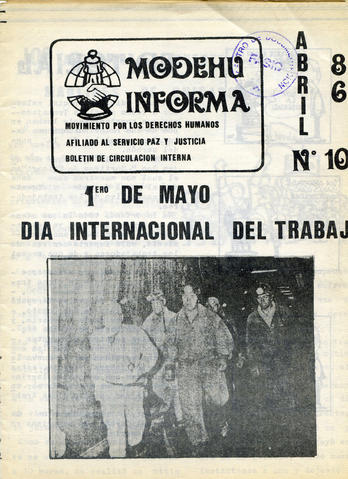 MODEHU
INFORMA
MOVIMIENTO POR LOS DERECHOS HUMANOS
AFILIADO AL SERVICIO PAZ Y JUSTICIA
BOLETIN DE CIRCULACION INTERNA
ABRIL
86
Nº 10
1ERO DE MAYO
DIA INTERNACIONAL DEL TRABAJ